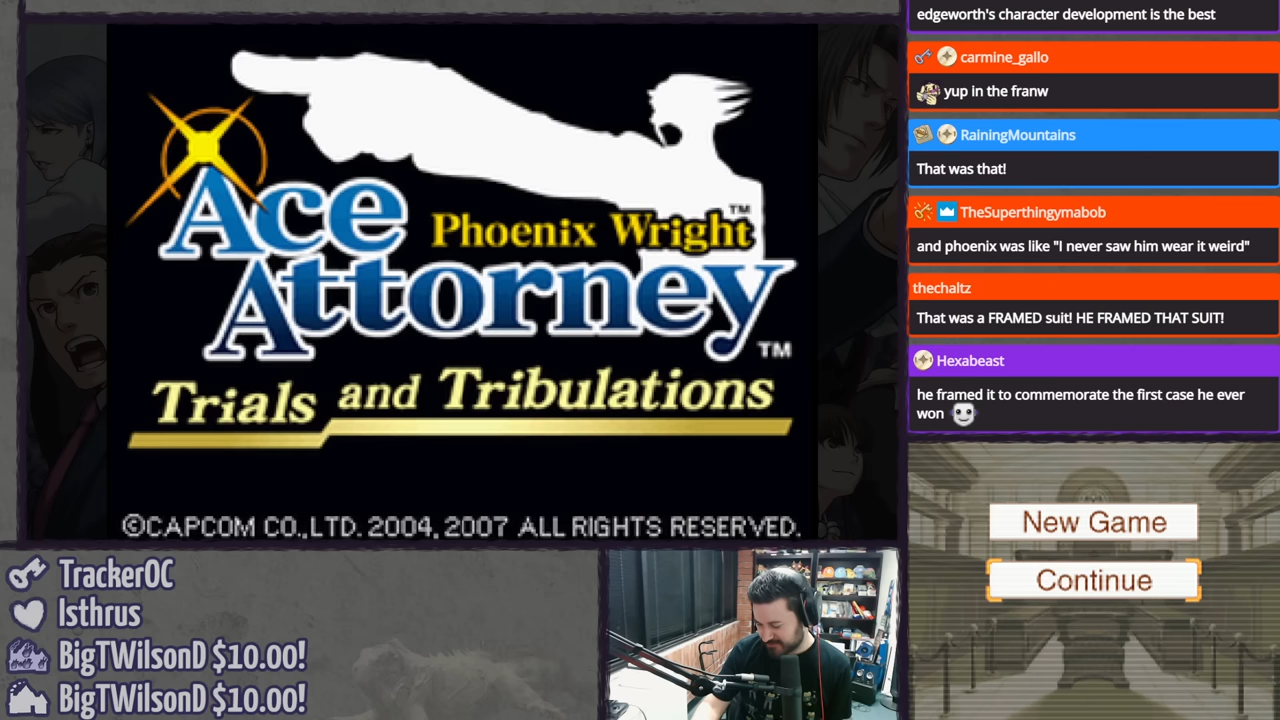 Ace
Phoenix Wright™
Attorney™
Trials and Tribulations
©CAPCOM CO.,LTD. 2004, 2007 ALL RIGHTS RESERVED.
edgeworth's character development is the best
carmine_gallo
yup in the franw
RainingMountains
That was that!
TheSuperthingymabob
and phoenix was like "I never saw him wear it weird"
thechaltz
That was a FRAMED suit! HE FRAMED THAT SUIT!
Hexabeast
he framed it to commemorate the first case he ever
won
New Game
Continue
TrackerOC
Isthrus
BigTWilsonD $10.00!
BigTWilsonD $10.00!